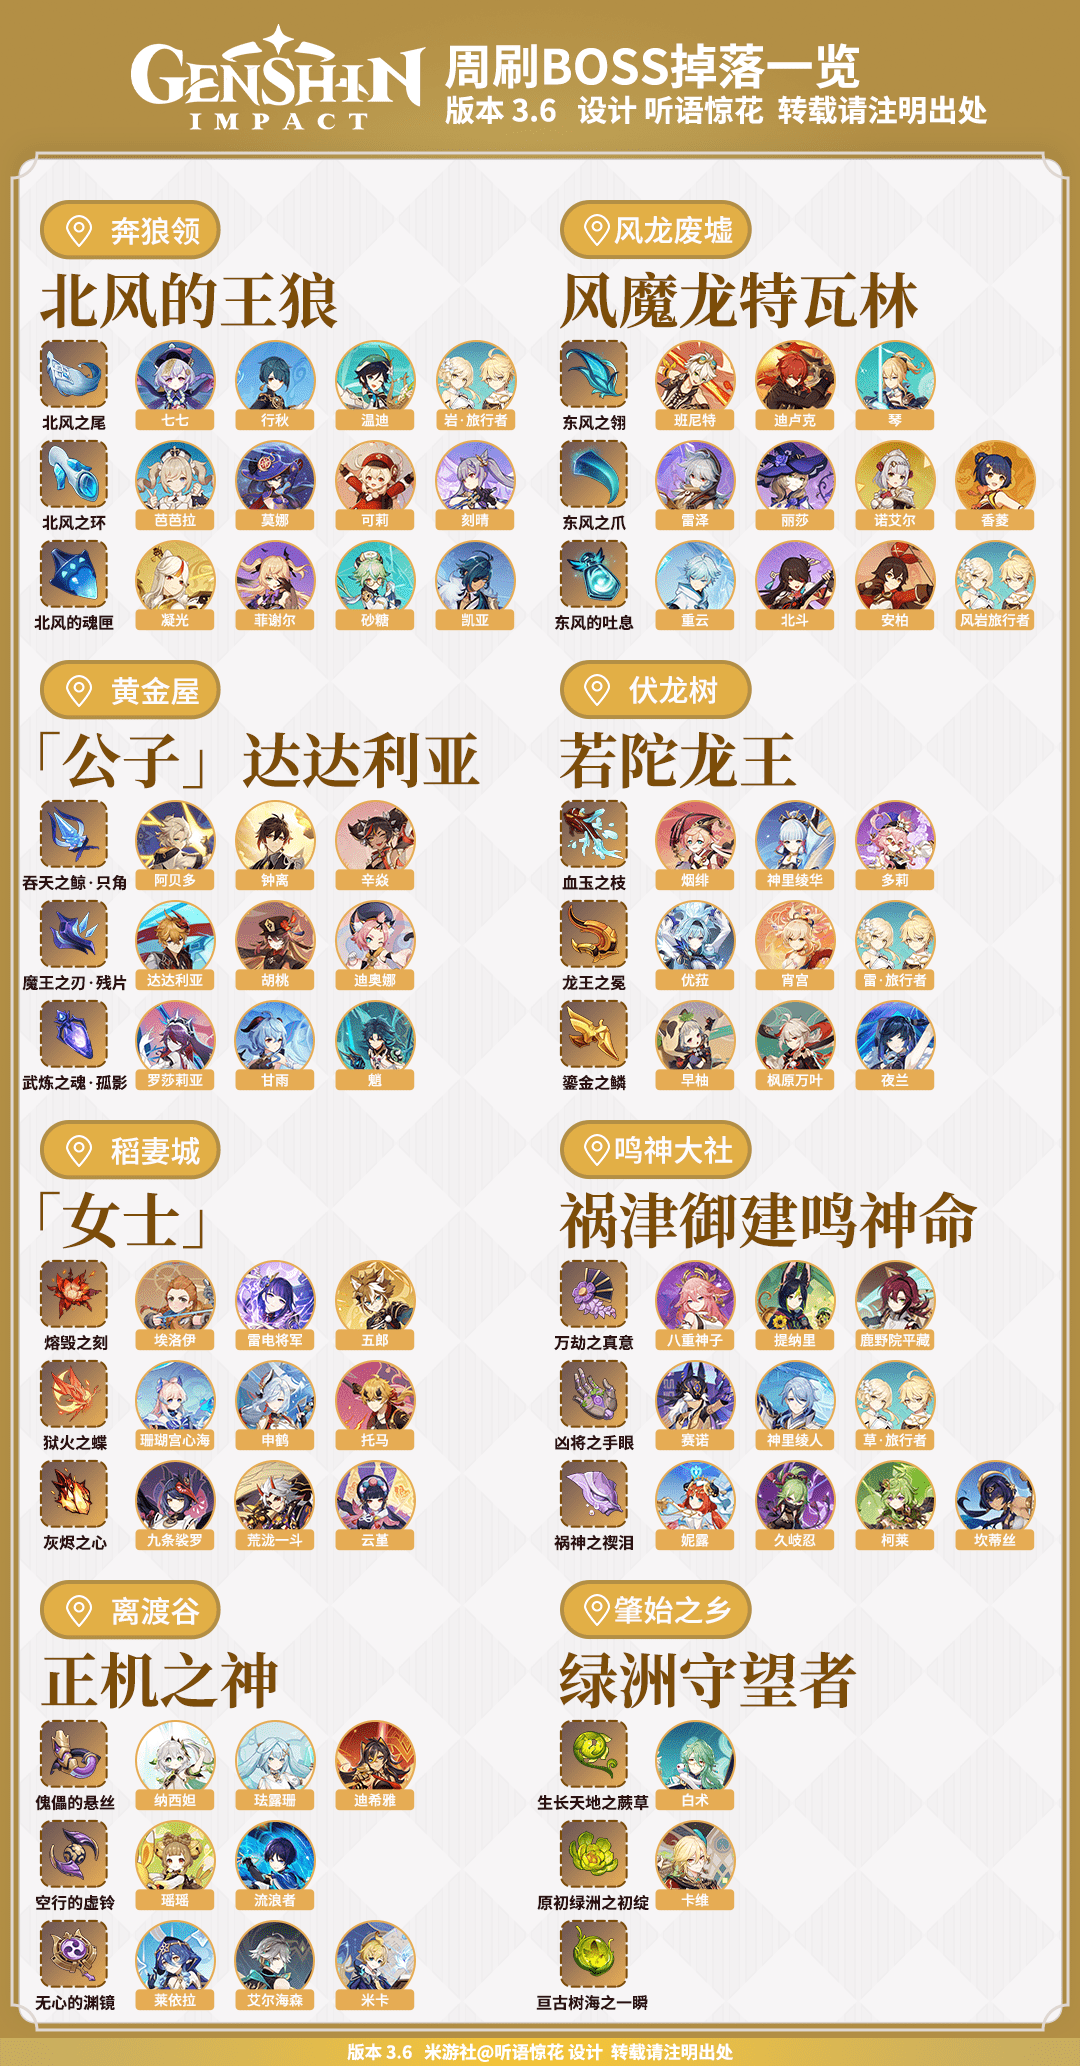 GENSHIN
IMPACT
周刷BOSS掉落一览
版本 3.6 设计 听语惊花 转载请注明出处
奔狼领
北风的王狼
北风之尾 七七 行秋 温迪 岩·旅行者
北风之环 芭芭拉 莫娜 可莉 刻晴
北风的魂匣 凝光 菲谢尔 砂糖 凯亚
风龙废墟
风魔龙特瓦林
东风之翎 班尼特 迪卢克 琴
东风之爪 雷泽 丽莎 诺艾尔 香菱
东风的吐息 重云 北斗 安柏 风岩旅行者
黄金屋
「公子」达达利亚
吞天之鲸·只角 阿贝多 钟离 辛焱
魔王之刃·残片 达达利亚 胡桃 迪奥娜
武炼之魂·孤影 罗莎莉亚 甘雨 魈
伏龙树
若陀龙王
血玉之枝 烟绯 神里绫华 多莉
龙王之冕 优菈 宵宫 雷·旅行者
鎏金之鳞 早柚 枫原万叶 夜兰
稻妻城
「女士」
熔毁之刻 埃洛伊 雷电将军 五郎
狱火之蝶 珊瑚宫心海 申鹤 托马
灰烬之心 九条裟罗 荒泷一斗 云堇
鸣神大社
祸津御建鸣神命
万劫之真意 八重神子 提纳里 鹿野院平藏
凶将之手眼 赛诺 神里绫人 草·旅行者
祸神之禊泪 妮露 久岐忍 柯莱 坎蒂丝
离渡谷
正机之神
傀儡的悬丝 纳西妲 珐露珊 迪希雅
空行的虚铃 瑶瑶 流浪者
无心的渊镜 莱依拉 艾尔海森 米卡
肇始之乡
绿洲守望者
生长天地之蕨草 白术
原初绿洲之初绽 卡维
亘古树海之一瞬
版本 3.6 米游社@听语惊花 设计 转载请注明出处